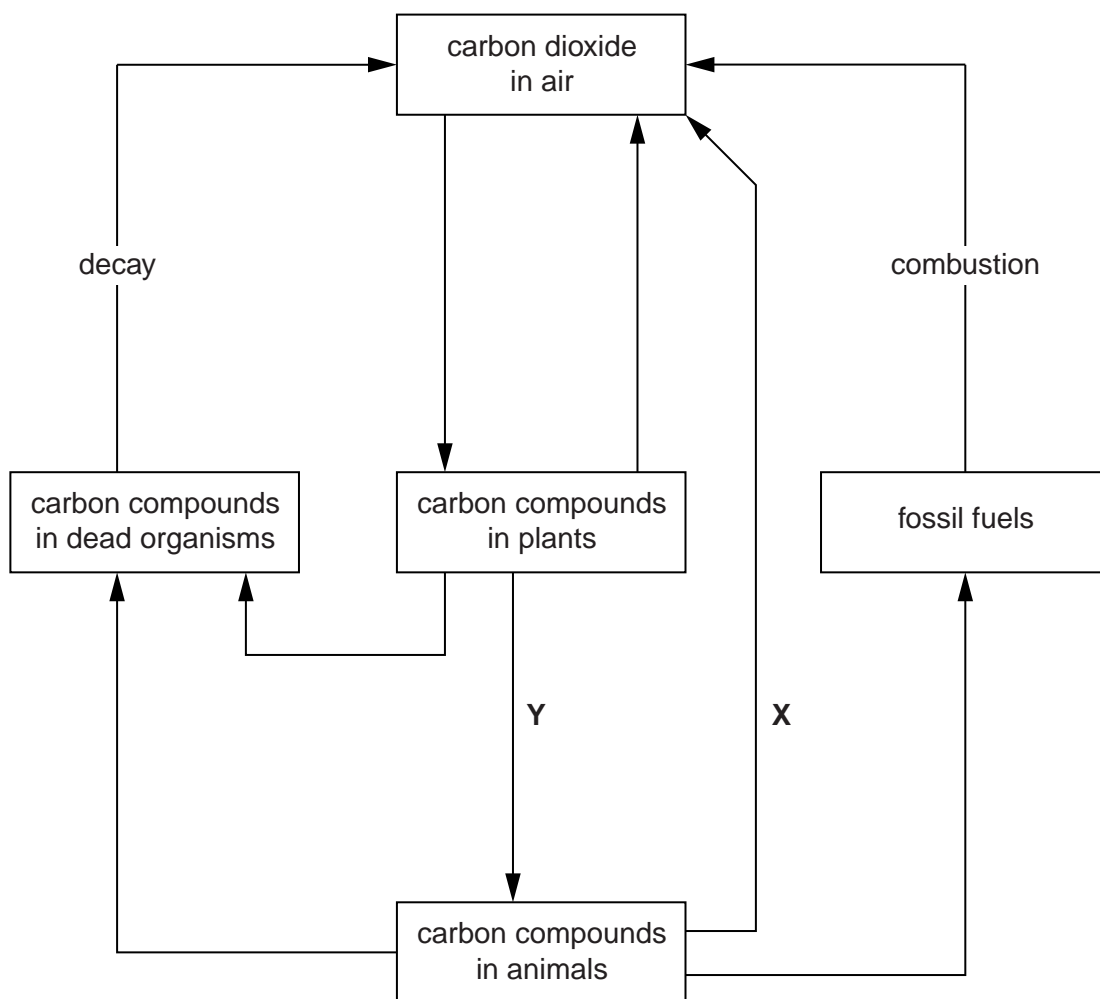 carbon dioxide
in air
decay
combustion
carbon compounds
in dead organisms
carbon compounds
in plants
fossil fuels
Y
X
carbon compounds
in animals